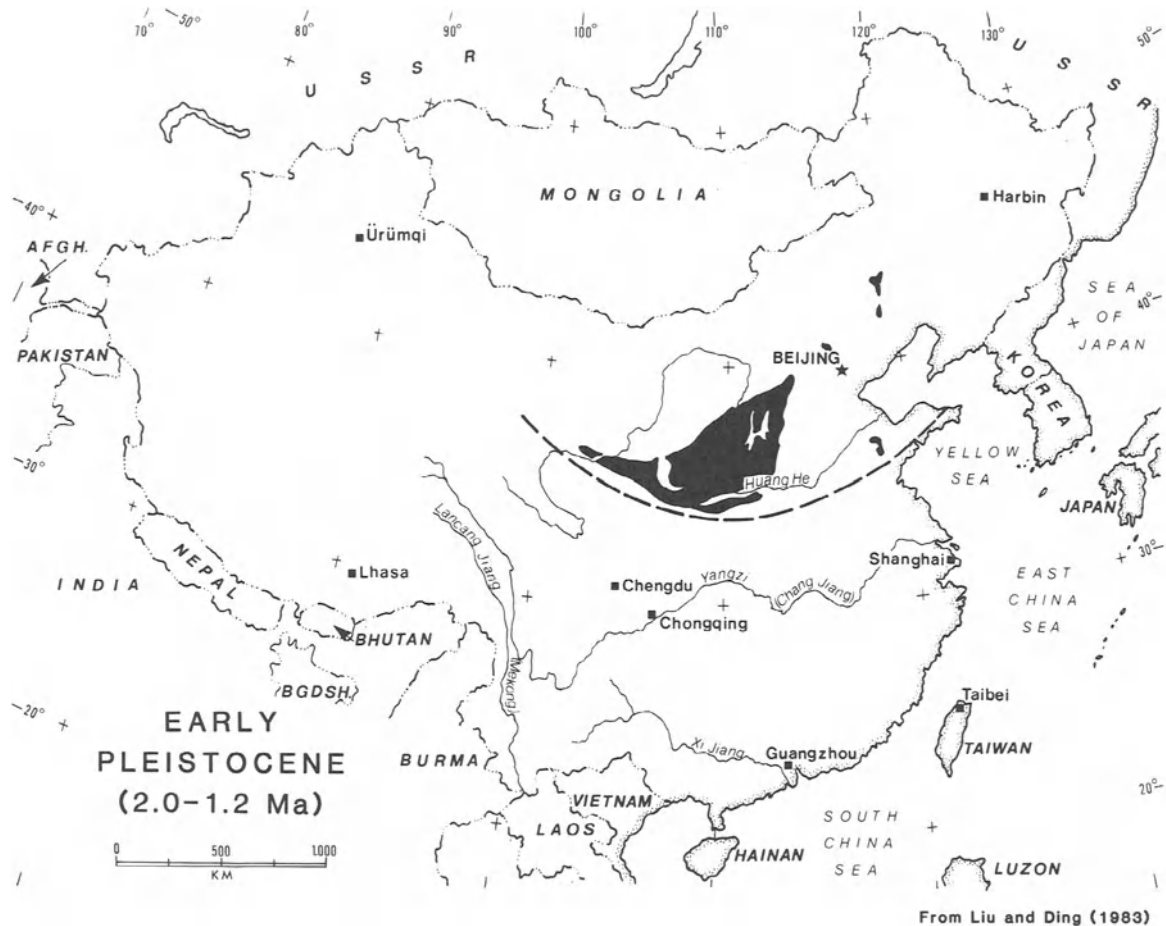 70°
50°
80°
90°
100°
110°
120°
130°
50°
U S S R
U S S R
MONGOLIA
Harbin
40°
Ürümqi
AFGH.
SEA
OF
JAPAN
40°
PAKISTAN
BEIJING
KOREA
30°
YELLOW
SEA
Huang He
JAPAN
Lancang Jiang
(Mekong)
NEPAL
INDIA
Lhasa
Chengdu
Yangzi
(Chang Jiang)
Shanghai
30°
EAST
CHINA
SEA
Chongqing
BHUTAN
BGDSH.
20°
EARLY
PLEISTOCENE
(2.0-1.2 Ma)
BURMA
Xi Jiang
Guangzhou
Taibei
TAIWAN
VIETNAM
LAOS
20°
SOUTH
CHINA
SEA
HAINAN
LUZON
0 500 1,000
KM
From Liu and Ding (1983)